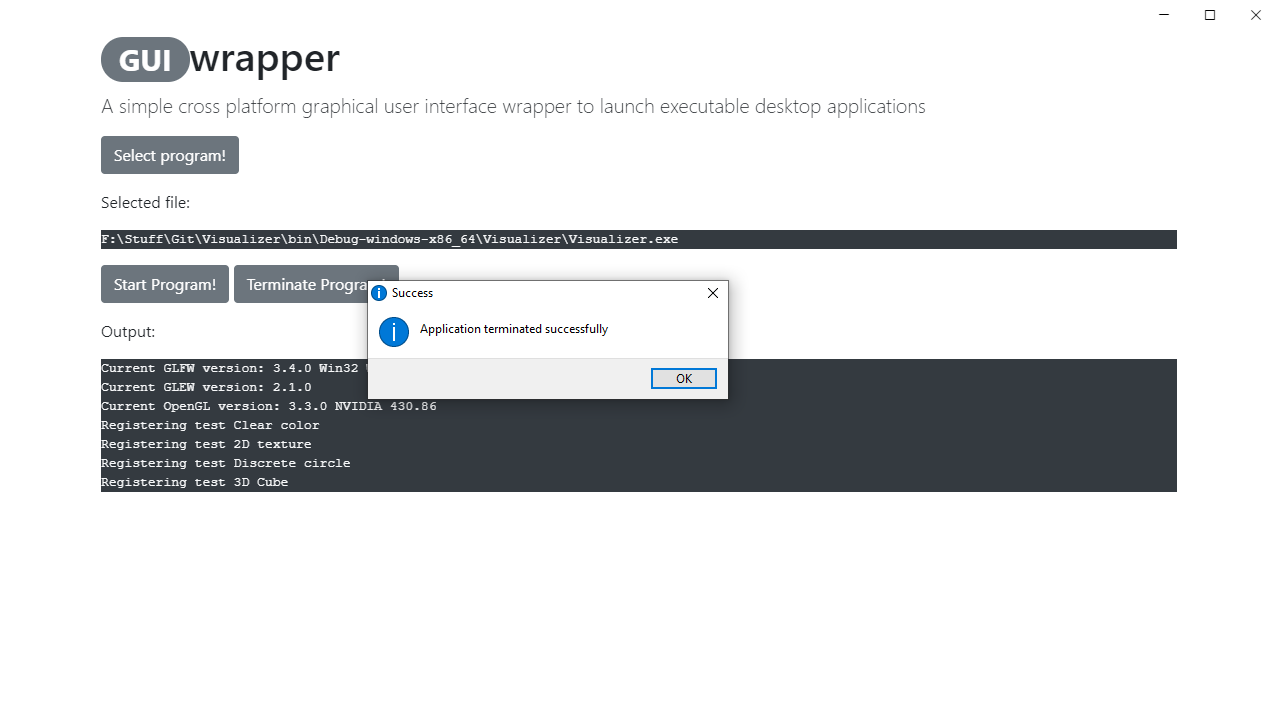 GUI wrapper
A simple cross platform graphical user interface wrapper to launch executable desktop applications
Select program!
Selected file:
F:\Stuff\Git\Visualizer\bin\Debug-windows-x86_64\Visualizer\Visualizer.exe
Start Program! Terminate
Success
Application terminated successfully
OK
Output:
Current GLFW version: 3.4.0 Win32
Current GLEW version: 2.1.0
Current OpenGL version: 3.3.0 NVIDIA 430.86
Registering test Clear color
Registering test 2D texture
Registering test Discrete circle
Registering test 3D Cube